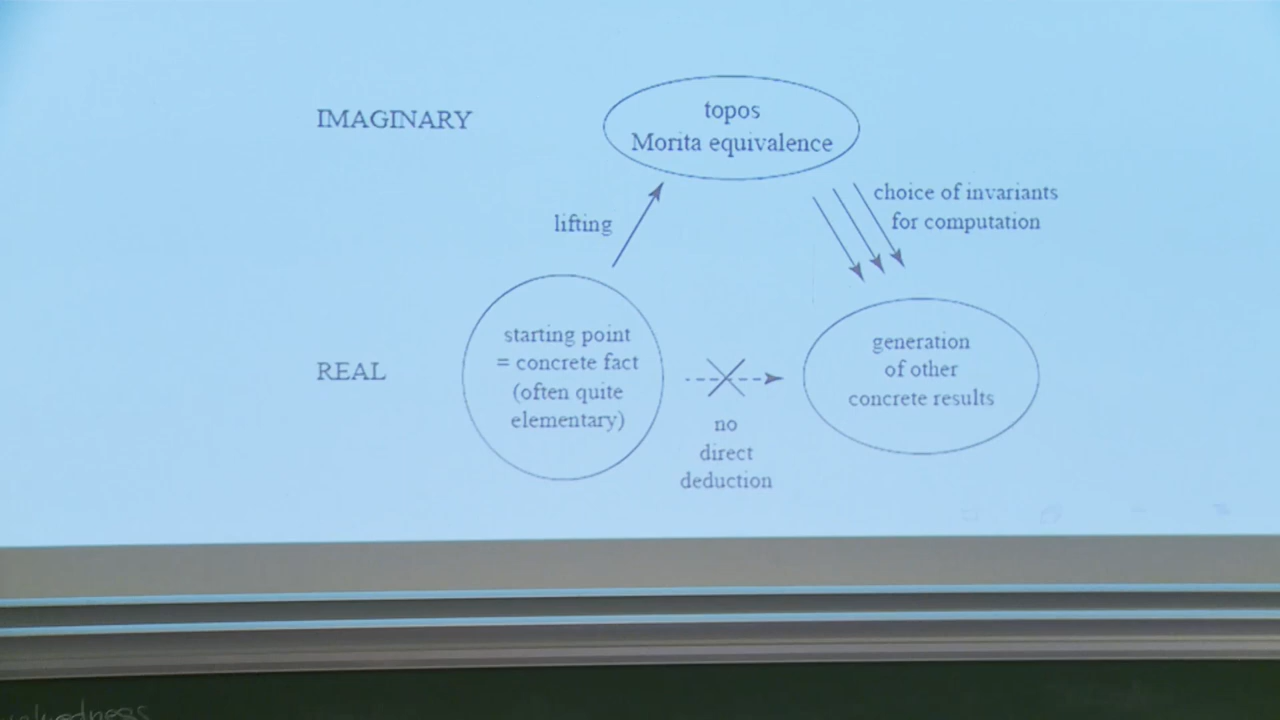 IMAGINARY
topos
Morita equivalence
lifting
choice of invariants
for computation
REAL
starting point
= concrete fact
(often quite
elementary)
no
direct
deduction
generation
of other
concrete results